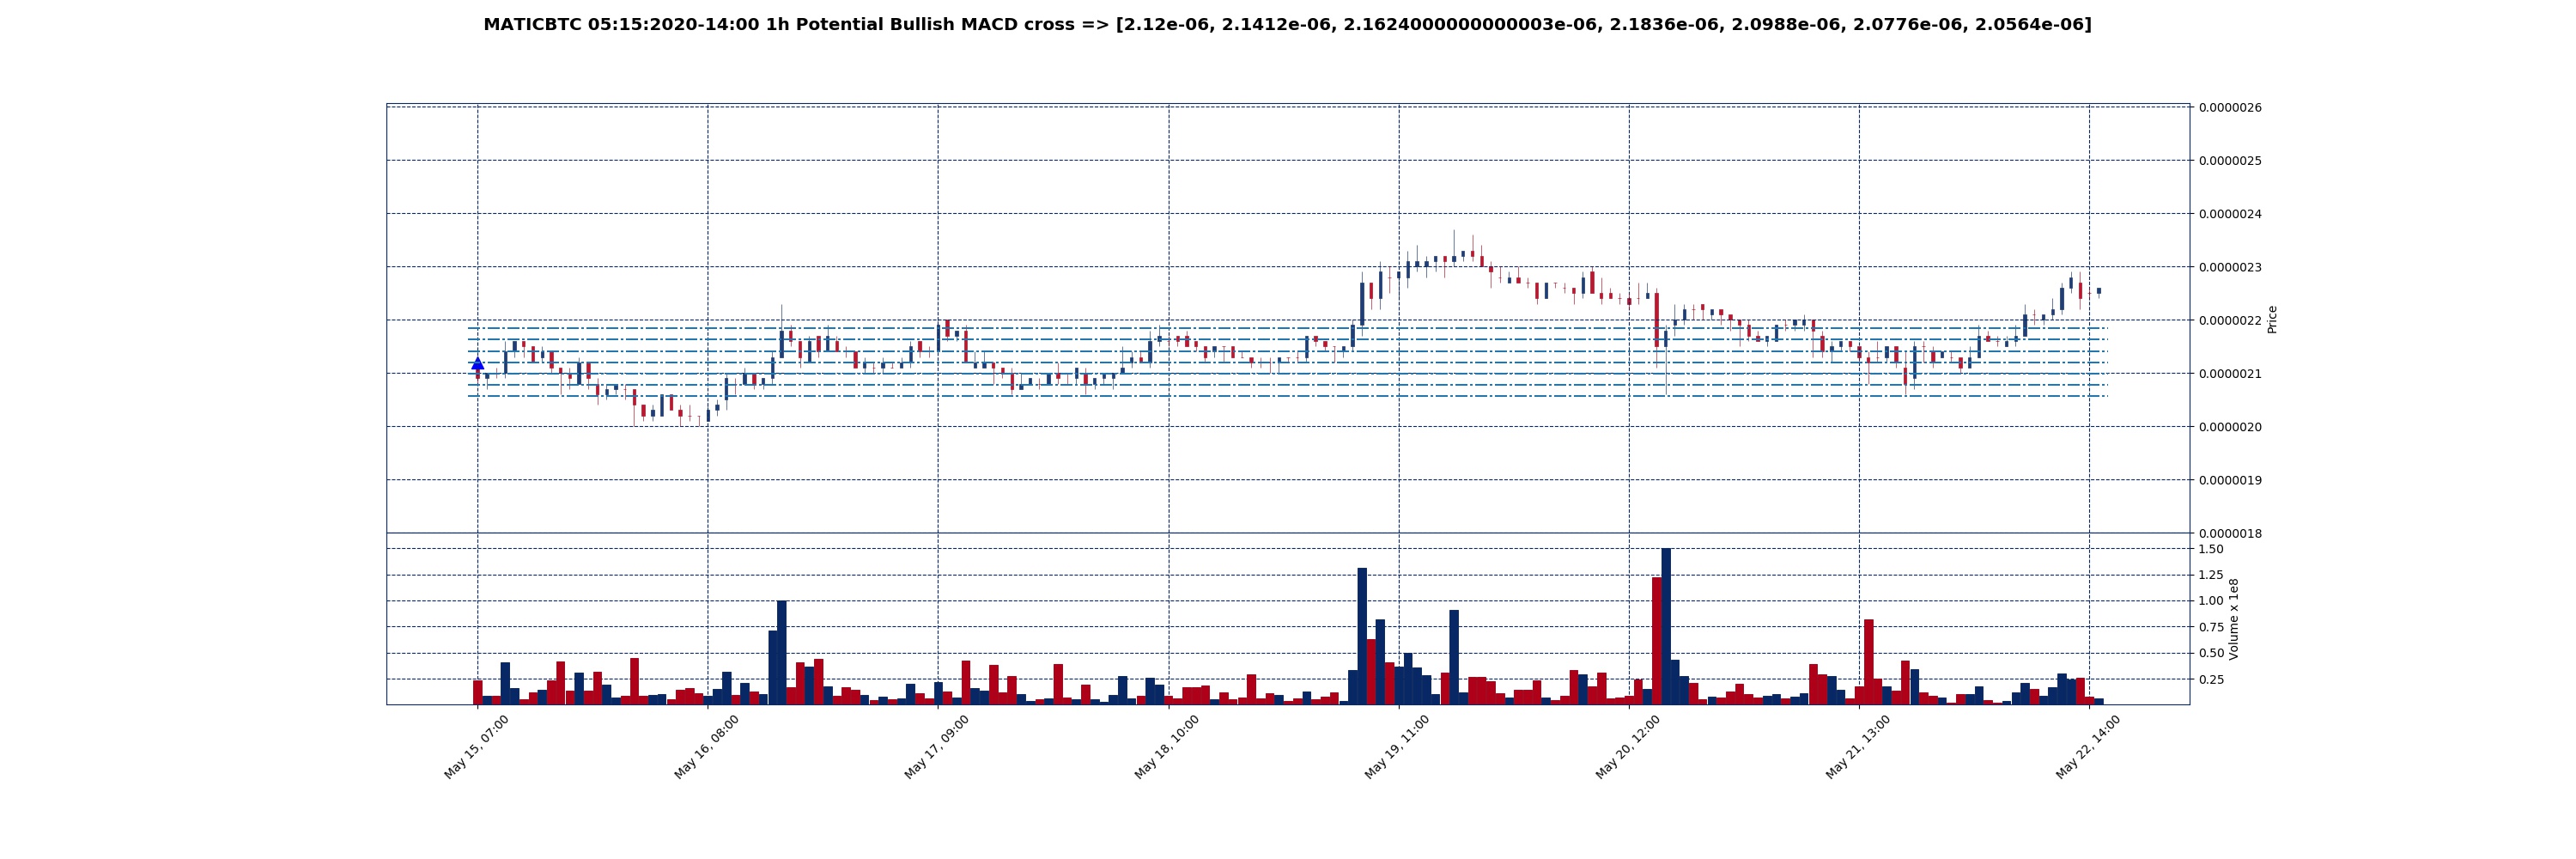 MATICBTC 05:15:2020-14:00 1h Potential Bullish MACD cross => [2.12e-06, 2.1412e-06, 2.1624000000000003e-06, 2.1836e-06, 2.0988e-06, 2.0776e-06, 2.0564e-06]
0.0000026
0.0000025
0.0000024
0.0000023
0.0000022
0.0000021
0.0000020
0.0000019
0.0000018
Price
1.50
1.25
1.00
0.75
0.50
0.25
Volume x 1e8
May 15, 07:00
May 16, 08:00
May 17, 09:00
May 18, 10:00
May 19, 11:00
May 20, 12:00
May 21, 13:00
May 22, 14:00